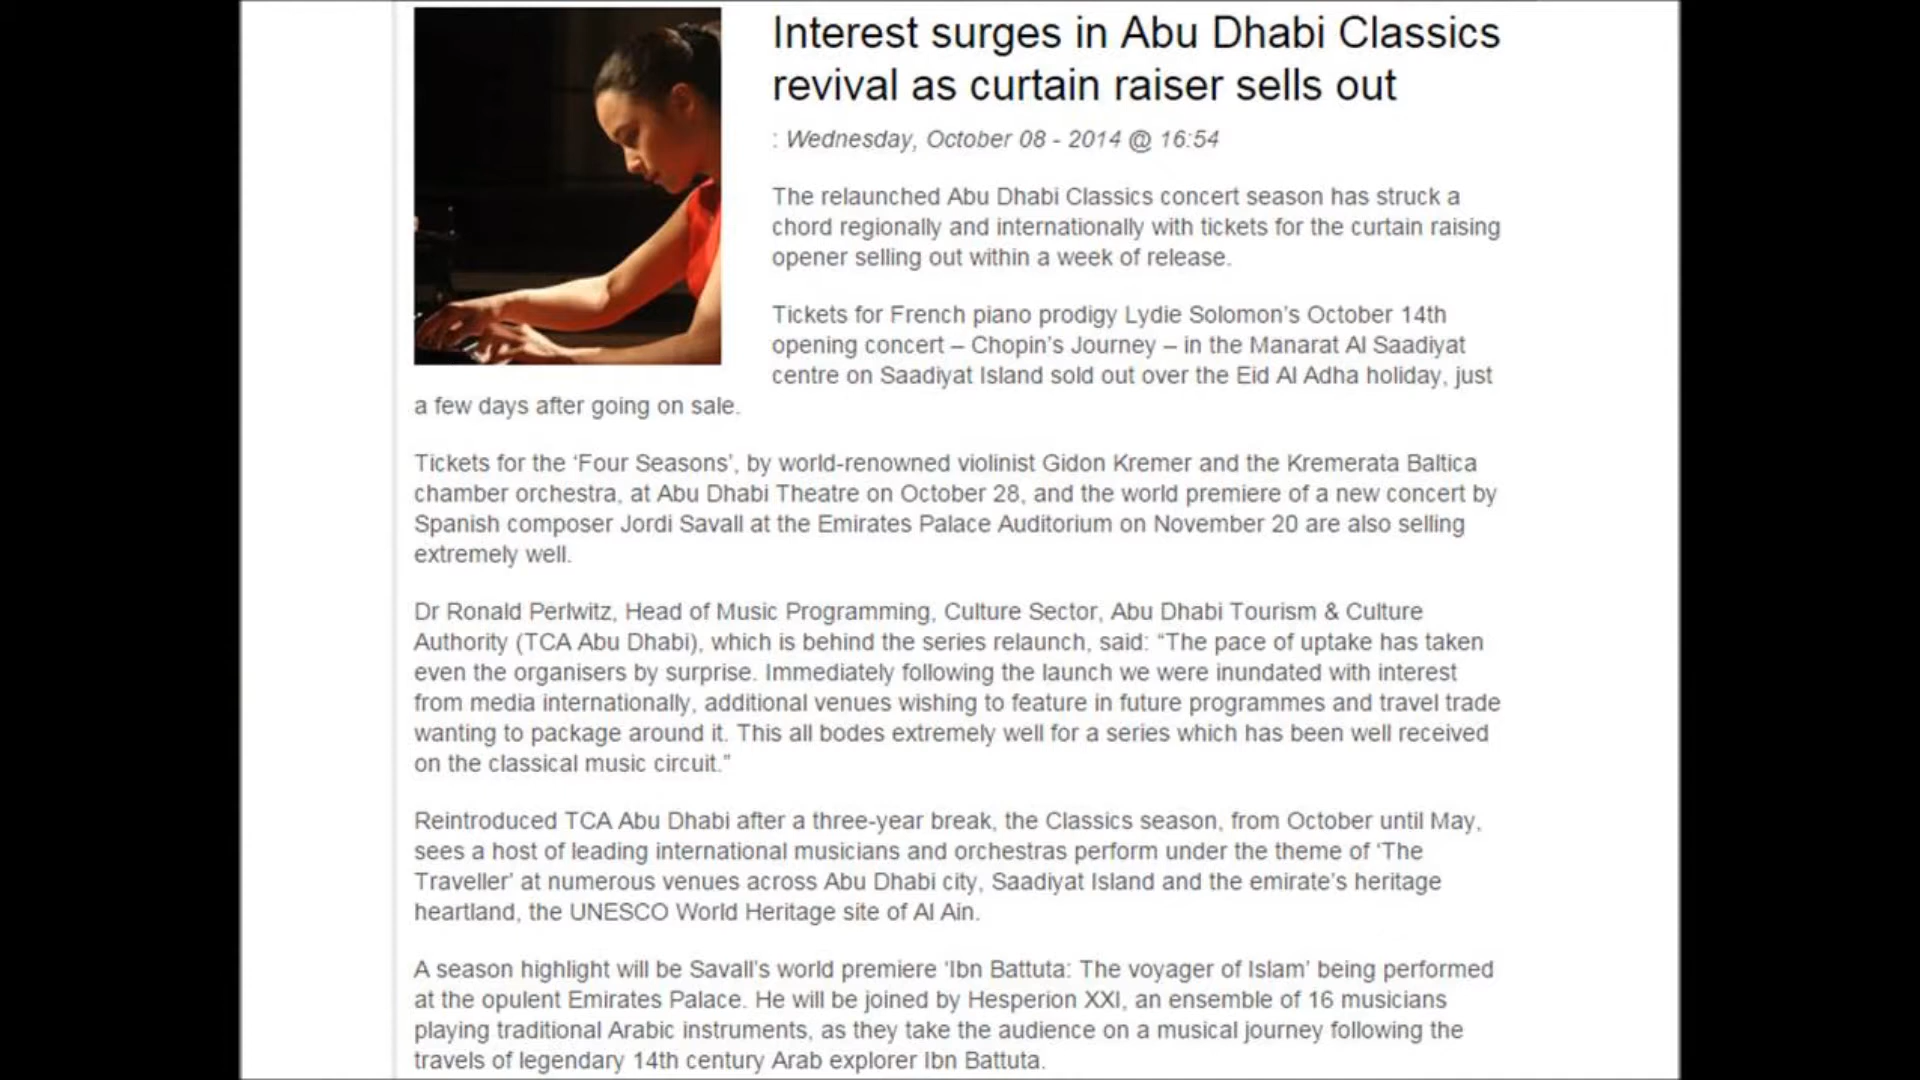 Interest surges in Abu Dhabi Classics
revival as curtain raiser sells out
: Wednesday, October 08 - 2014 @ 16:54
The relaunched Abu Dhabi Classics concert season has struck a
chord regionally and internationally with tickets for the curtain raising
opener selling out within a week of release.
Tickets for French piano prodigy Lydie Solomon’s October 14th
opening concert – Chopin’s Journey – in the Manarat Al Saadiyat
centre on Saadiyat Island sold out over the Eid Al Adha holiday, just
a few days after going on sale.
Tickets for the ‘Four Seasons’, by world-renowned violinist Gidon Kremer and the Kremerata Baltica
chamber orchestra, at Abu Dhabi Theatre on October 28, and the world premiere of a new concert by
Spanish composer Jordi Savall at the Emirates Palace Auditorium on November 20 are also selling
extremely well.
Dr Ronald Perlwitz, Head of Music Programming, Culture Sector, Abu Dhabi Tourism & Culture
Authority (TCA Abu Dhabi), which is behind the series relaunch, said: “The pace of uptake has taken
even the organisers by surprise. Immediately following the launch we were inundated with interest
from media internationally, additional venues wishing to feature in future programmes and travel trade
wanting to package around it. This all bodes extremely well for a series which has been well received
on the classical music circuit.”
Reintroduced TCA Abu Dhabi after a three-year break, the Classics season, from October until May,
sees a host of leading international musicians and orchestras perform under the theme of ‘The
Traveller’ at numerous venues across Abu Dhabi city, Saadiyat Island and the emirate’s heritage
heartland, the UNESCO World Heritage site of Al Ain.
A season highlight will be Savall’s world premiere ‘Ibn Battuta: The voyager of Islam’ being performed
at the opulent Emirates Palace. He will be joined by Hesperion XXI, an ensemble of 16 musicians
playing traditional Arabic instruments, as they take the audience on a musical journey following the
travels of legendary 14th century Arab explorer Ibn Battuta.